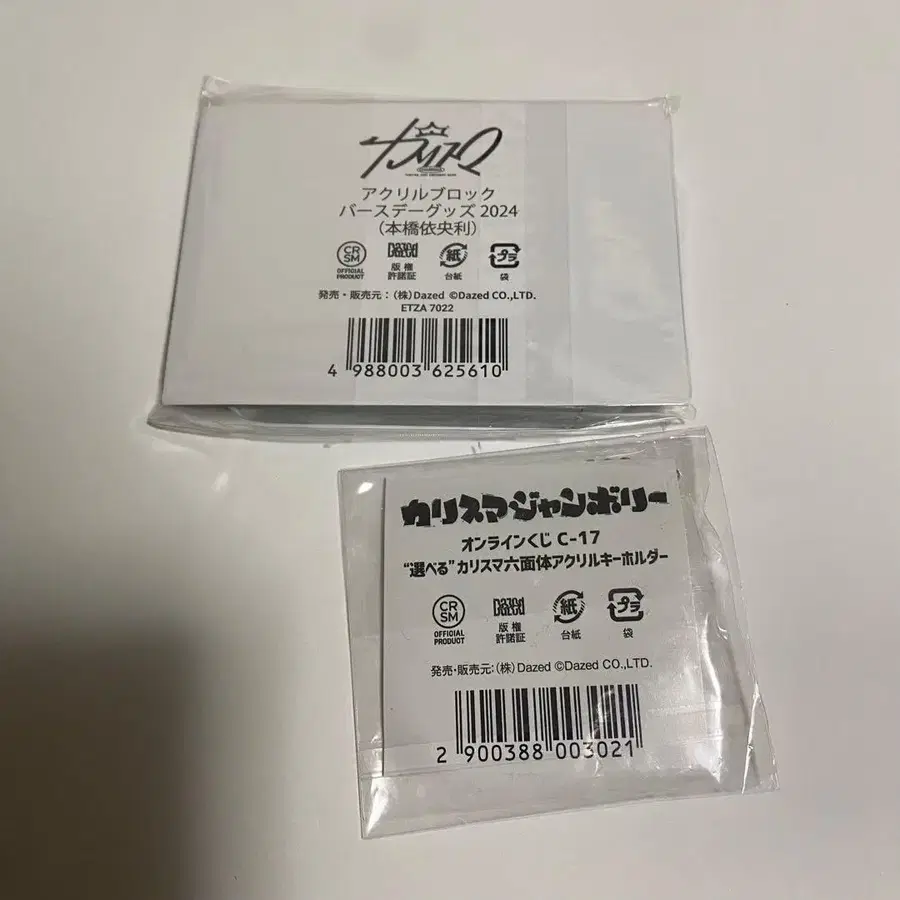 カリスマ
アクリルブロック
バースデーグッズ 2024
（本橋依央利）
CR
SM
OFFICIAL
PRODUCT
Dazed
版 権
許諾証
紙
台紙
プラ
袋
発売・販売元：（株）Dazed ©Dazed CO.,LTD.
ETZA 7022
4 988003 625610
カリスマジャンボリー
オンラインくじ C-17
“選べる”カリスマ六面体アクリルキーホルダー
CR
SM
OFFICIAL
PRODUCT
Dazed
版 権
許諾証
紙
台紙
プラ
袋
発売・販売元：（株）Dazed ©Dazed CO.,LTD.
2 900388 003021